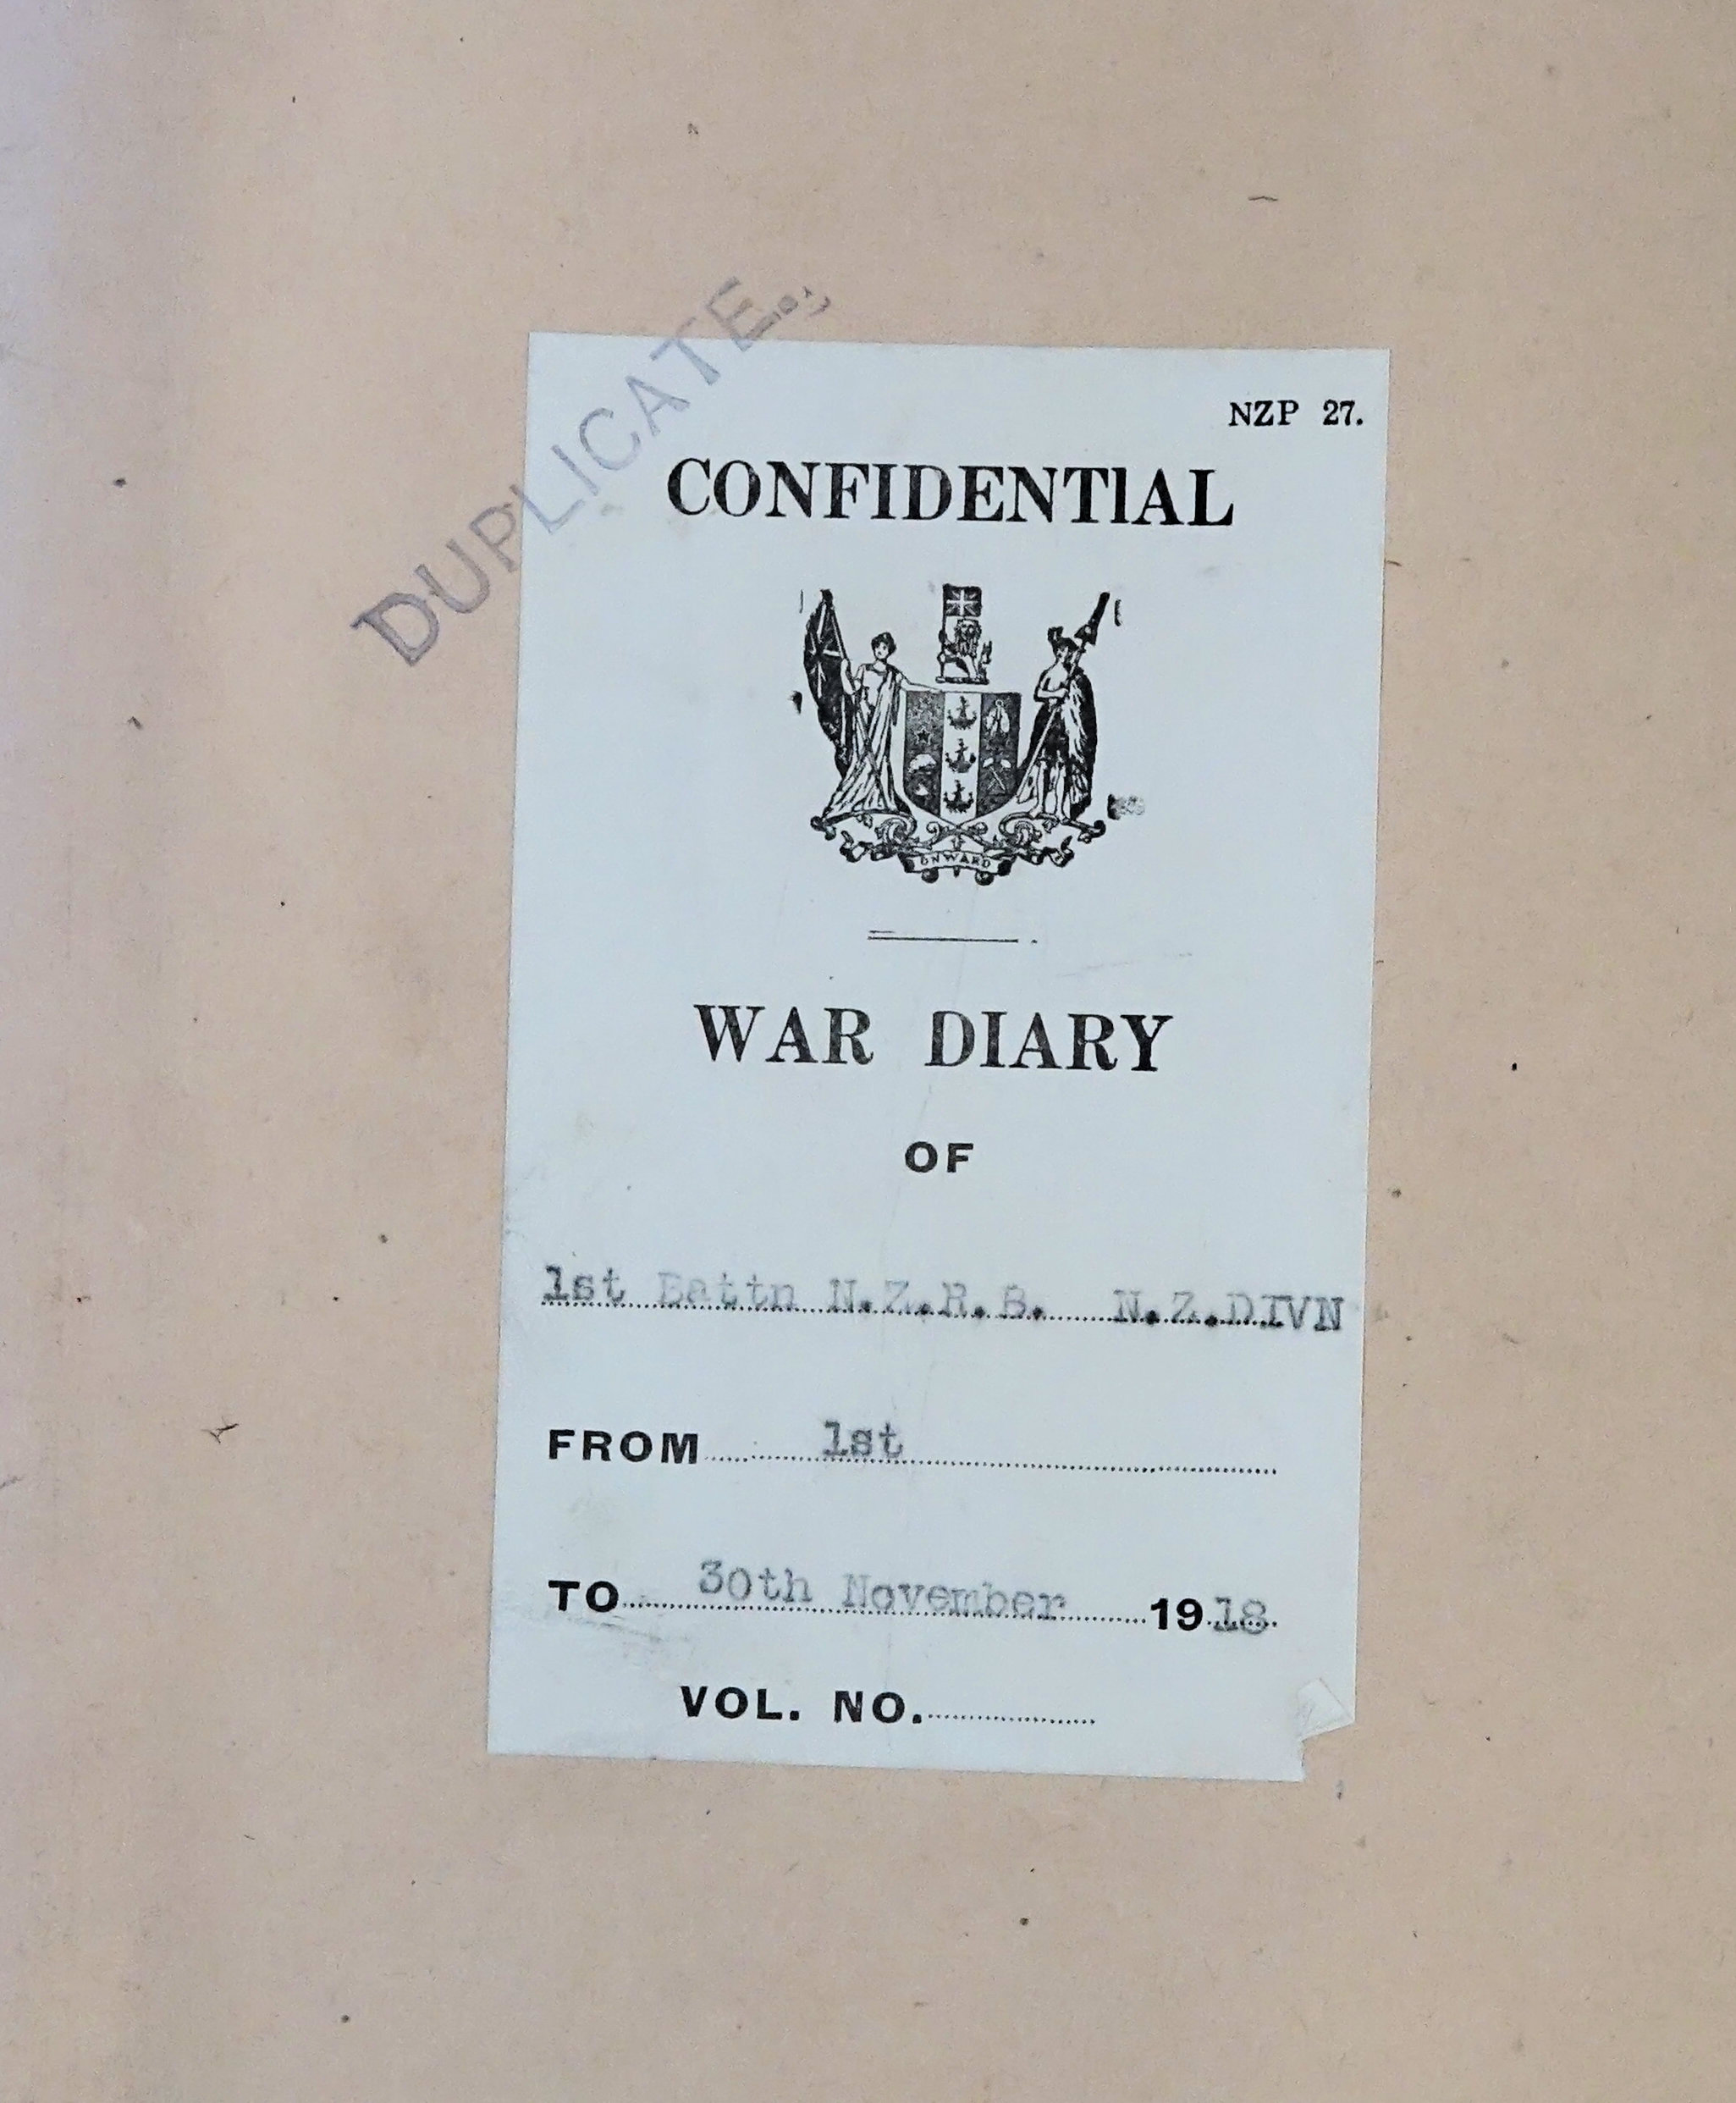 DUPLICATE.
NZP 27.
CONFIDENTIAL
ONWARD
WAR DIARY
OF
1st Battn N.Z.R.B. N.Z.DIVN
FROM 1st
TO 30th November 1918
VOL. NO.